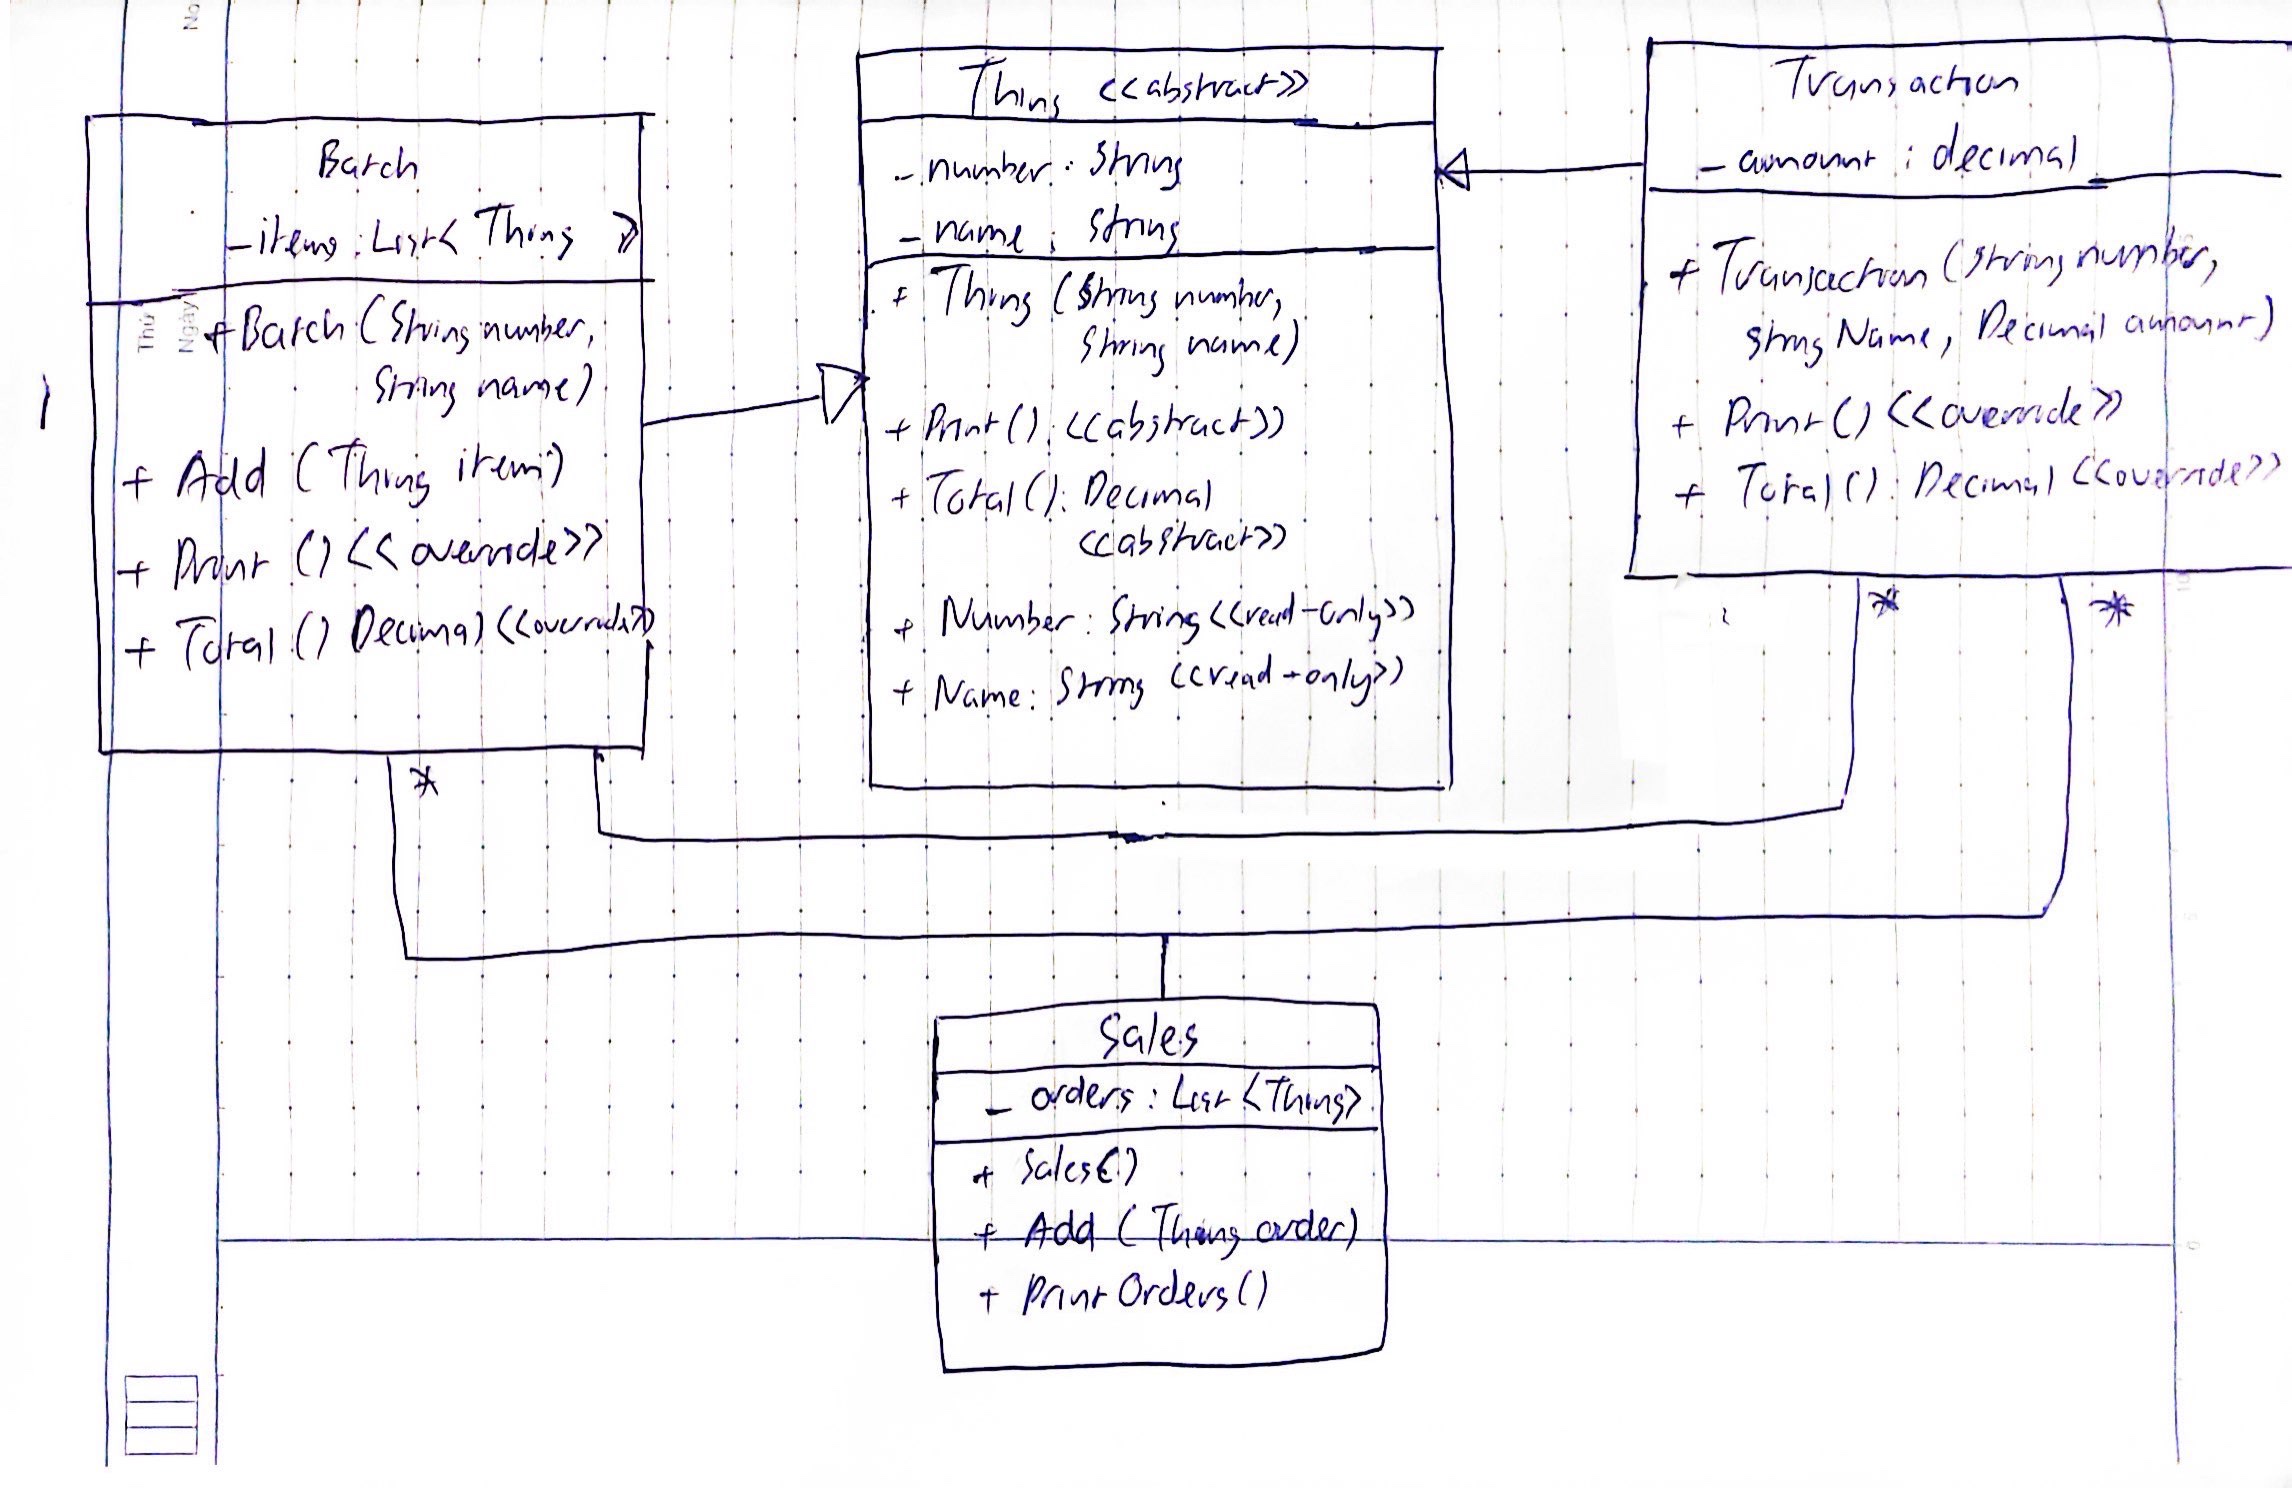 No
Thứ
Ngày
Batch
- items : List< Thing >>
+ Batch ( String number,
String name )
+ Add ( Thing item )
+ Print () << override >>
+ Total () Decimal << override >>
*
Thing << abstract >>
- number : String
- name : String
+ Thing ( String number,
String name )
+ Print () : << abstract >>
+ Total () : Decimal
<< abstract >>
+ Number : String << read-only >>
+ Name : String << read-only >>
Transaction
- amount : decimal
+ Transaction ( String number,
string Name, Decimal amount )
+ Print () << override >>
+ Total () : Decimal << override >>
*
*
Sales
- orders : List < Thing >
+ Sales ()
+ Add ( Thing order )
+ Print Orders ()